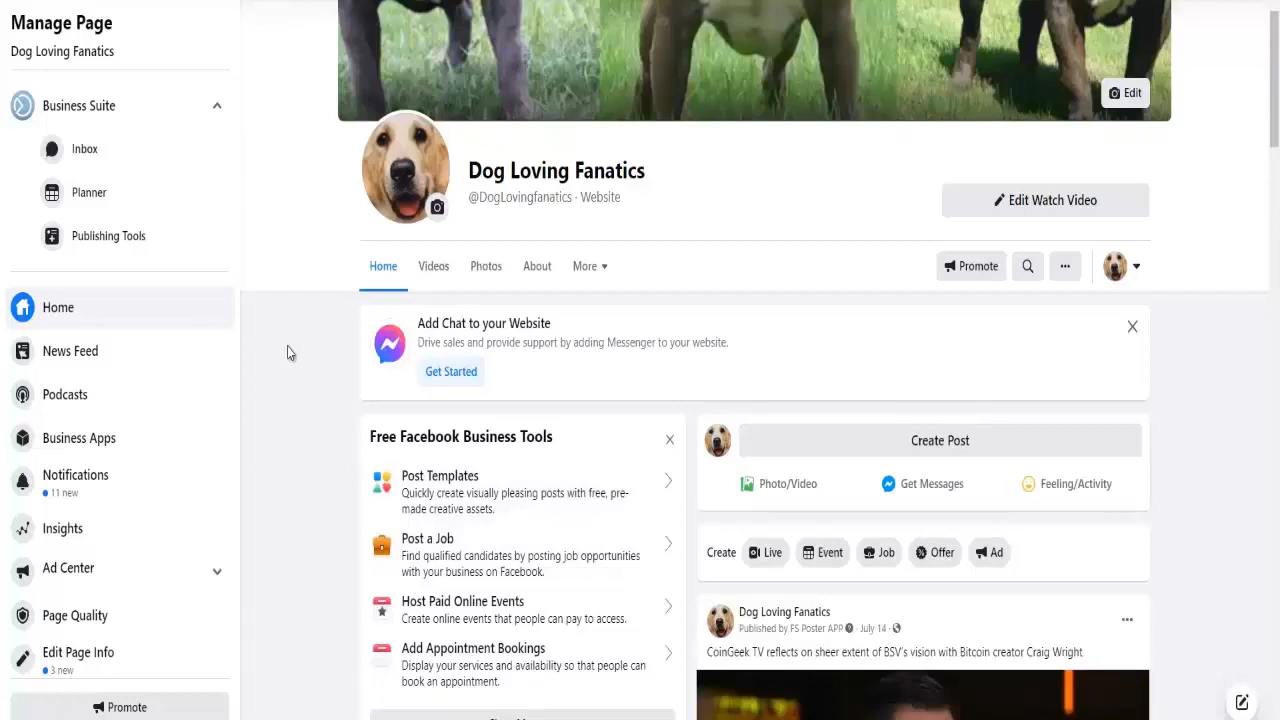 Manage Page
Dog Loving Fanatics
Business Suite
Inbox
Planner
Publishing Tools
Home
News Feed
Podcasts
Business Apps
Notifications
11 new
Insights
Ad Center
Page Quality
Edit Page Info
3 new
Promote
Edit
Dog Loving Fanatics
@DogLovingfanatics · Website
Edit Watch Video
Home Videos Photos About More
Promote
Add Chat to your Website
Drive sales and provide support by adding Messenger to your website.
Get Started
Free Facebook Business Tools
Post Templates
Quickly create visually pleasing posts with free, pre-
made creative assets.
Post a Job
Find qualified candidates by posting job opportunities
with your business on Facebook.
Host Paid Online Events
Create online events that people can pay to access.
Add Appointment Bookings
Display your services and availability so that people can
book an appointment.
Create Post
Photo/Video Get Messages Feeling/Activity
Create Live Event Job Offer Ad
Dog Loving Fanatics
Published by FS Poster APP · July 14 ·
CoinGeek TV reflects on sheer extent of BSV's vision with Bitcoin creator Craig Wright